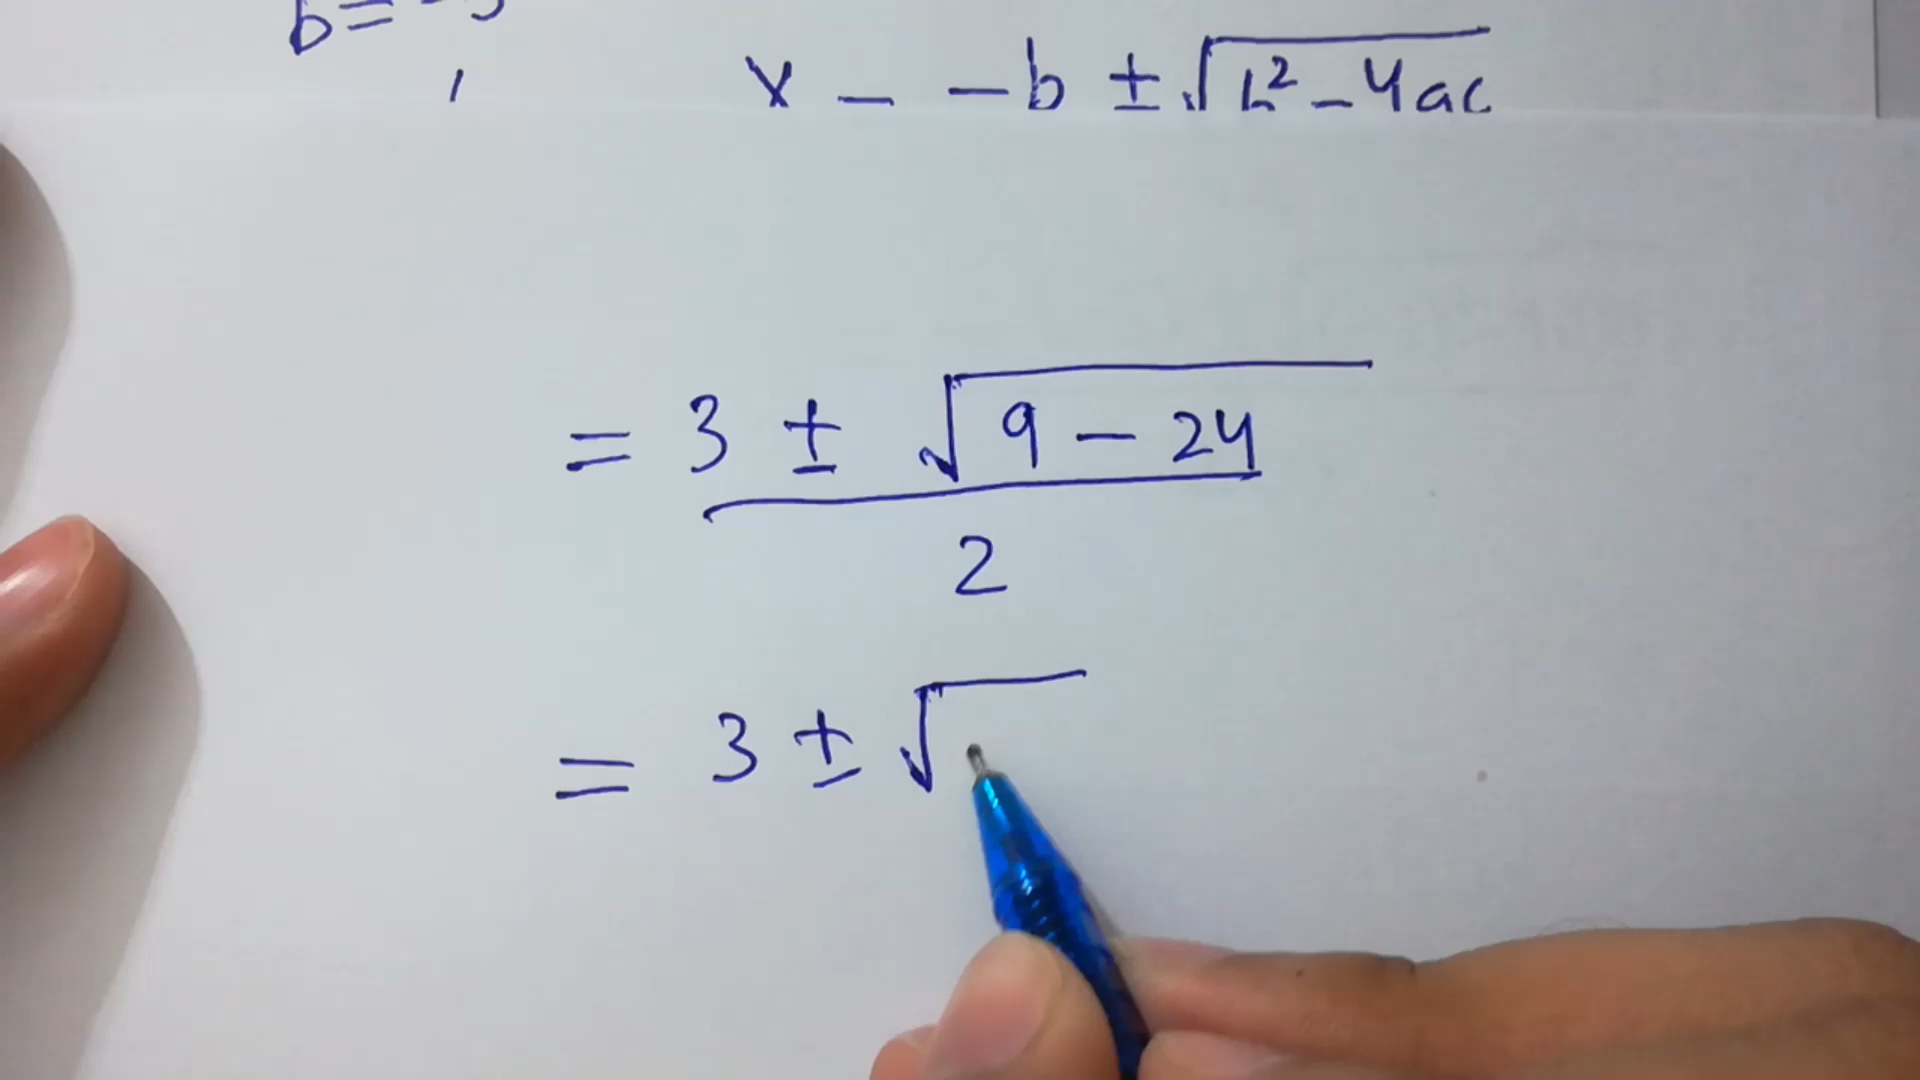 b =
x = -b ± √b² - 4ac
= 3 ± √9 - 24
2
= 3 ± √